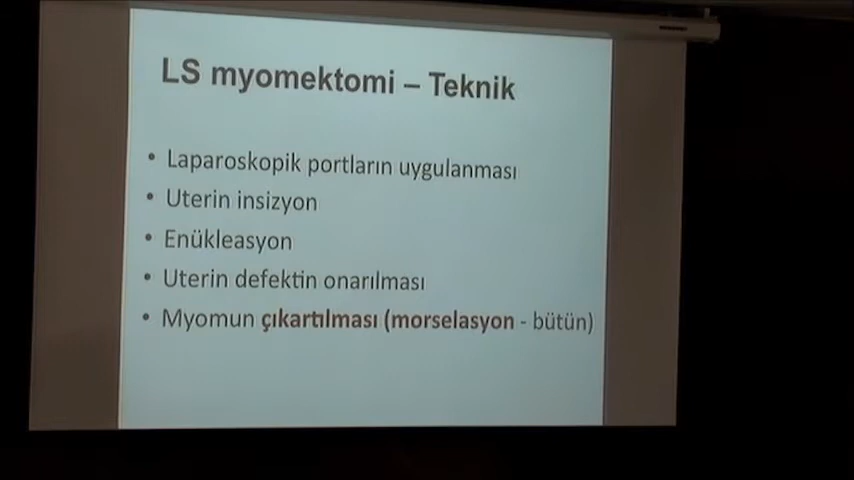 LS myomektomi – Teknik
• Laparoskopik portların uygulanması
• Uterin insizyon
• Enükleasyon
• Uterin defektin onarılması
• Myomun çıkartılması (morselasyon - bütün)